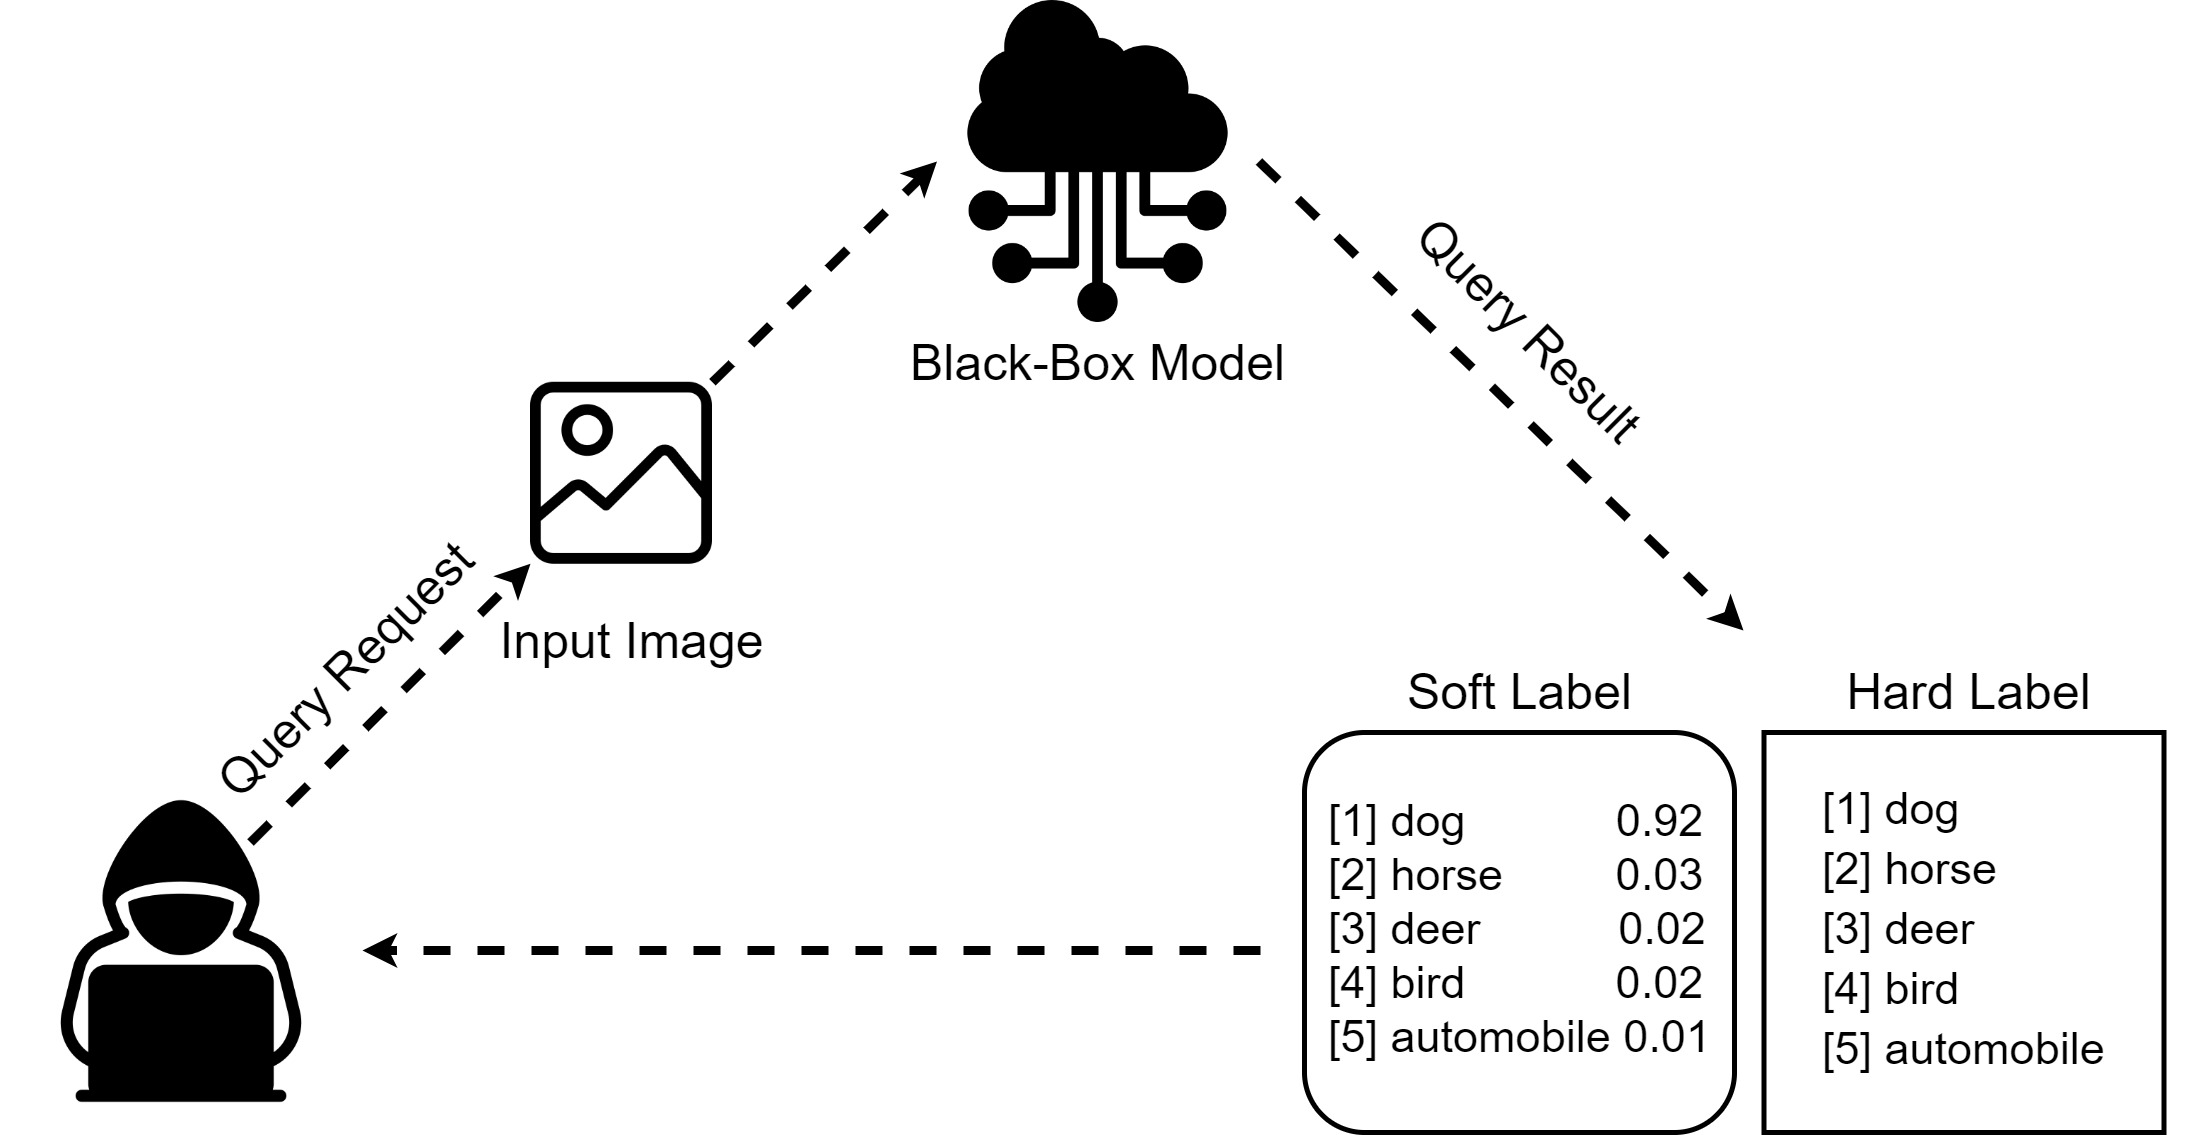 Black-Box Model
Query Result
Query Request
Input Image
Soft Label
[1] dog 0.92
[2] horse 0.03
[3] deer 0.02
[4] bird 0.02
[5] automobile 0.01
Hard Label
[1] dog
[2] horse
[3] deer
[4] bird
[5] automobile